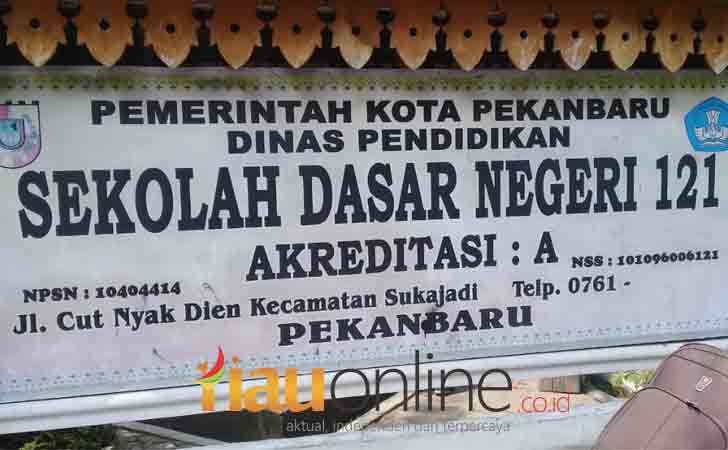 PEMERINTAH KOTA PEKANBARU
DINAS PENDIDIKAN
SEKOLAH DASAR NEGERI 121
AKREDITASI : A
NPSN : 10404414
NSS : 101096006121
Jl. Cut Nyak Dien Kecamatan Sukajadi Telp. 0761 -
PEKANBARU
riauonline.co.id
aktual, independen dan terpercaya